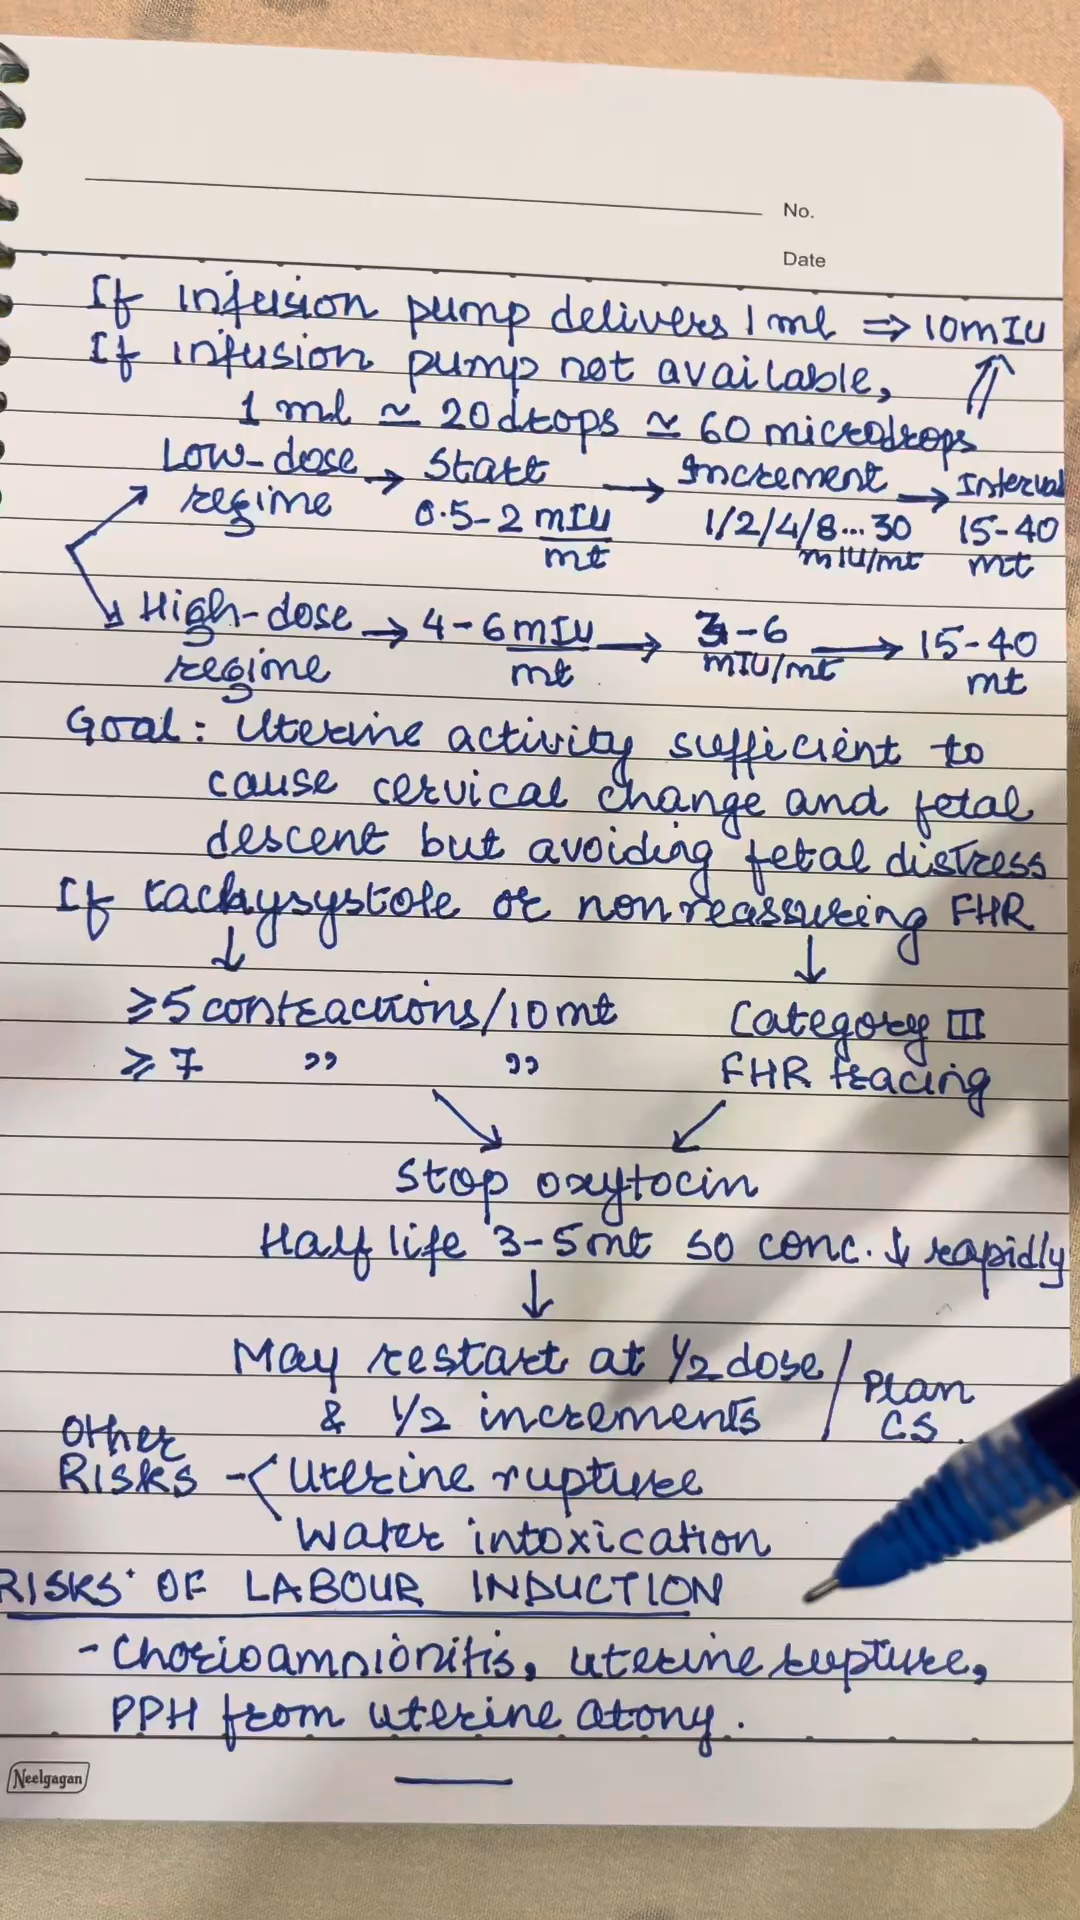 No.
Date
If infusion pump delivers 1 ml ⇒ 10mIU
If infusion pump not available, ⇑
1 ml ≃ 20 drops ≃ 60 microdrops
Low-dose regime → Start 0.5-2 mIU/mt → Increment 1/2/4/8...30 mIU/mt → Interval 15-40 mt
High-dose regime → 4-6 mIU/mt → 3-6 mIU/mt → 15-40 mt
Goal: Uterine activity sufficient to
cause cervical change and fetal
descent but avoiding fetal distress
If tachysystole or nonreassuring FHR
↓ ↓
≥5 contractions/10mt Category III
≥7 " " FHR tracing
Stop oxytocin
Half life 3-5mt so conc. ↓ rapidly
↓
May restart at 1/2 dose / Plan
& 1/2 increments / CS.
Other
Risks -< Uterine rupture
Water intoxication
RISKS OF LABOUR INDUCTION
- Chorioamnionitis, uterine rupture,
PPH from uterine atony.
Neelgagan